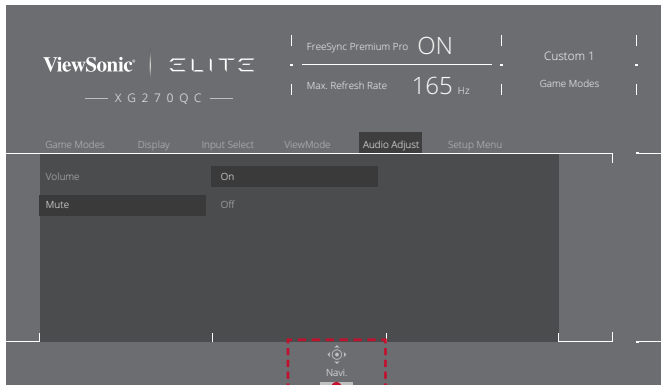 FreeSync Premium Pro ON
ViewSonic® ELITE
XG270QC
Max. Refresh Rate 165 Hz
Custom 1
Game Modes
Game Modes Display Input Select ViewMode Audio Adjust Setup Menu
Volume On
Mute Off
Navi.